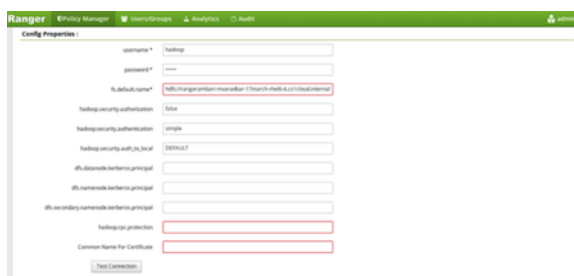 Ranger Policy Manager Users/Groups Analytics Audit admin
Config Properties :
username * hadoop
password * •••••
fs.default.name*
hadoop.security.authorization false
hadoop.security.authentication simple
hadoop.security.auth_to_local DEFAULT
dfs.datanode.kerberos.principal
dfs.namenode.kerberos.principal
dfs.secondary.namenode.kerberos.principal
hadoop.rpc.protection
Common Name For Certificate
Test Connection